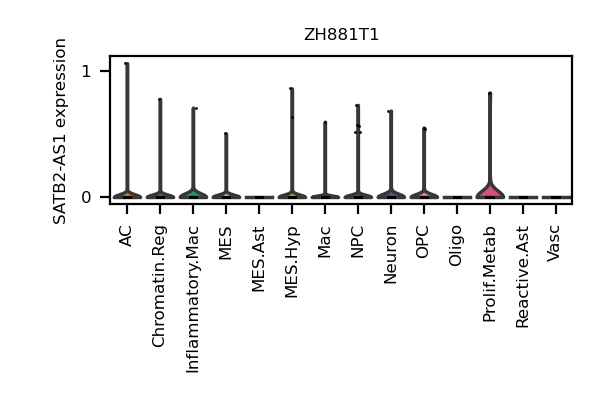 ZH881T1
SATB2-AS1 expression
1
0
AC
Chromatin.Reg
Inflammatory.Mac
MES
MES.Ast
MES.Hyp
Mac
NPC
Neuron
OPC
Oligo
Prolif.Metab
Reactive.Ast
Vasc